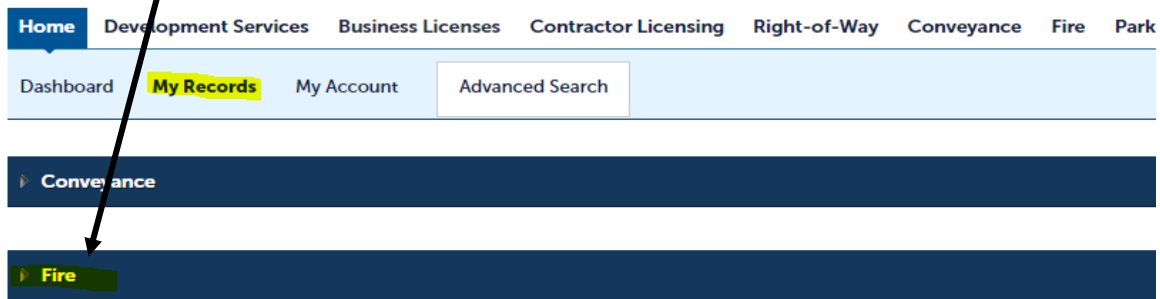 Home Development Services Business Licenses Contractor Licensing Right-of-Way Conveyance Fire Park
Dashboard My Records My Account Advanced Search
Conveyance
Fire